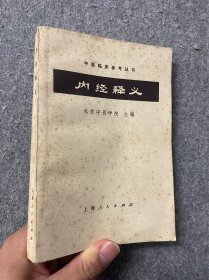 中医临床参考丛书
内经释义
北京中医学院 主编
上海人民出版社